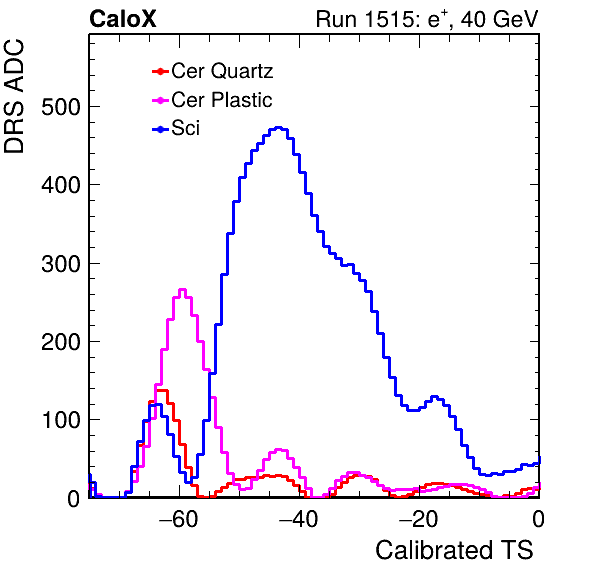 CaloX Run 1515: e⁺, 40 GeV
DRS ADC
Cer Quartz
Cer Plastic
Sci
500
400
300
200
100
0
−60 −40 −20 0
Calibrated TS